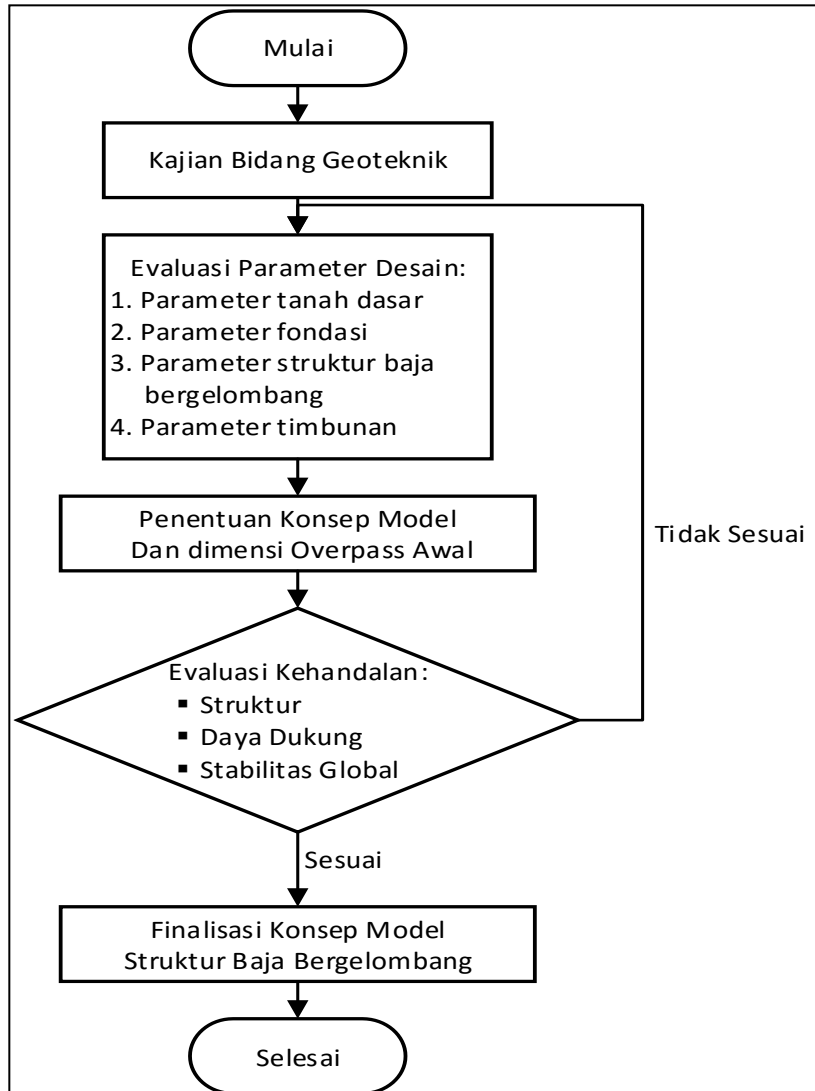 Mulai
Kajian Bidang Geoteknik
Evaluasi Parameter Desain:
1. Parameter tanah dasar
2. Parameter fondasi
3. Parameter struktur baja
bergelombang
4. Parameter timbunan
Penentuan Konsep Model
Dan dimensi Overpass Awal
Tidak Sesuai
Evaluasi Kehandalan:
▪ Struktur
▪ Daya Dukung
▪ Stabilitas Global
Sesuai
Finalisasi Konsep Model
Struktur Baja Bergelombang
Selesai